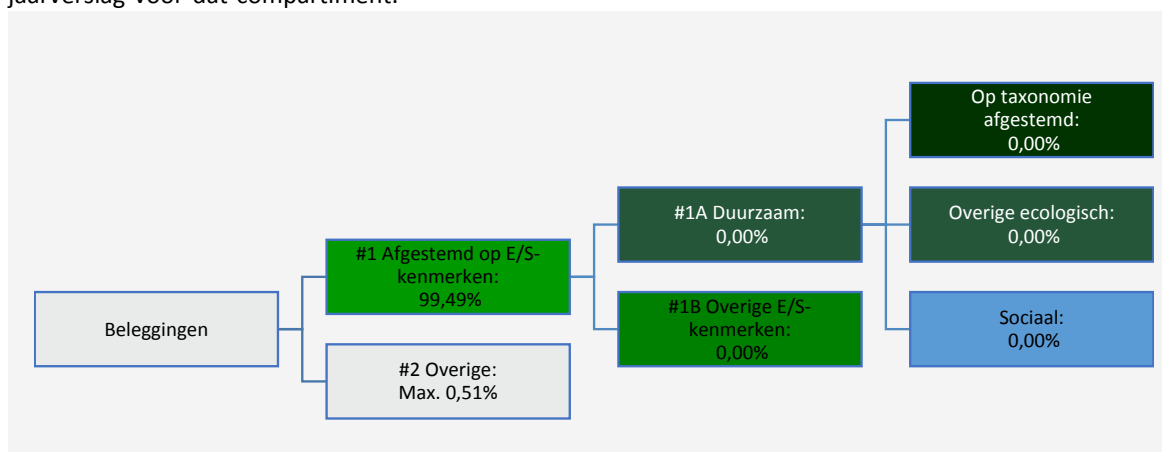 jaarverslag voor dat compartiment.
Op taxonomie
afgestemd:
0,00%
#1A Duurzaam:
0,00%
Overige ecologisch:
0,00%
#1 Afgestemd op E/S-
kenmerken:
99,49%
#1B Overige E/S-
kenmerken:
0,00%
Sociaal:
0,00%
Beleggingen
#2 Overige:
Max. 0,51%